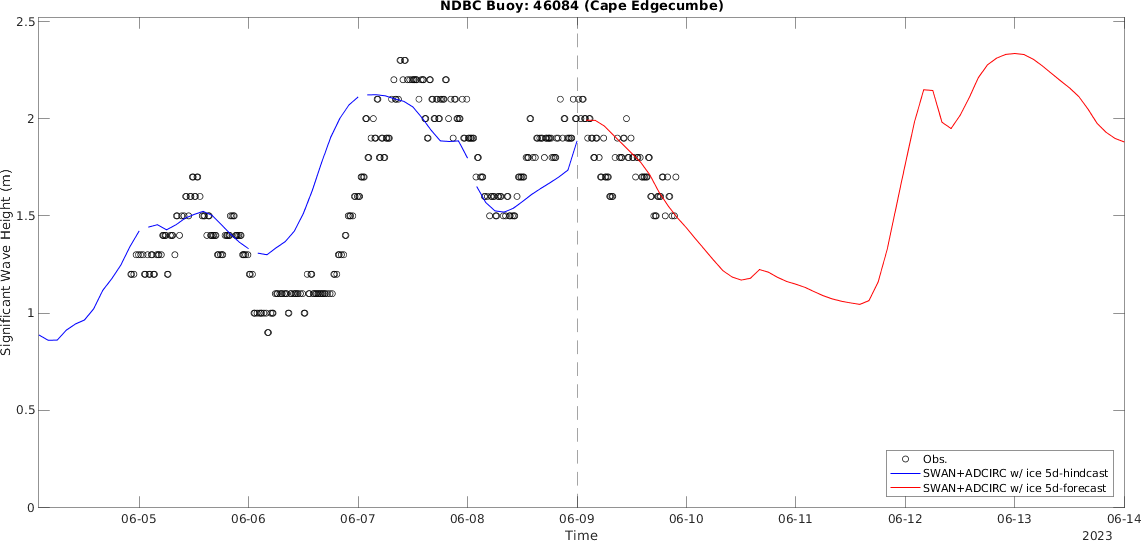 NDBC Buoy: 46084 (Cape Edgecumbe)
2.5
2
1.5
1
0.5
0
Significant Wave Height (m)
Obs.
SWAN+ADCIRC w/ ice 5d-hindcast
SWAN+ADCIRC w/ ice 5d-forecast
06-05 06-06 06-07 06-08 06-09 06-10 06-11 06-12 06-13 06-14
Time
2023